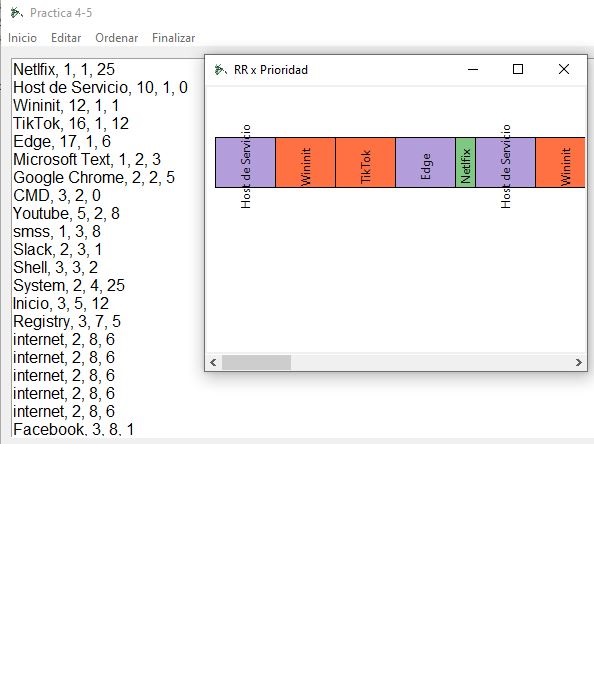 Practica 4-5
Inicio Editar Ordenar Finalizar
Netlfix, 1, 1, 25
Host de Servicio, 10, 1, 0
Wininit, 12, 1, 1
TikTok, 16, 1, 12
Edge, 17, 1, 6
Microsoft Text, 1, 2, 3
Google Chrome, 2, 2, 5
CMD, 3, 2, 0
Youtube, 5, 2, 8
smss, 1, 3, 8
Slack, 2, 3, 1
Shell, 3, 3, 2
System, 2, 4, 25
Inicio, 3, 5, 12
Registry, 3, 7, 5
internet, 2, 8, 6
internet, 2, 8, 6
internet, 2, 8, 6
internet, 2, 8, 6
internet, 2, 8, 6
Facebook, 3, 8, 1
RR x Prioridad
Host de Servicio
Wininit
TikTok
Edge
Netlfix
Host de Servicio
Wininit